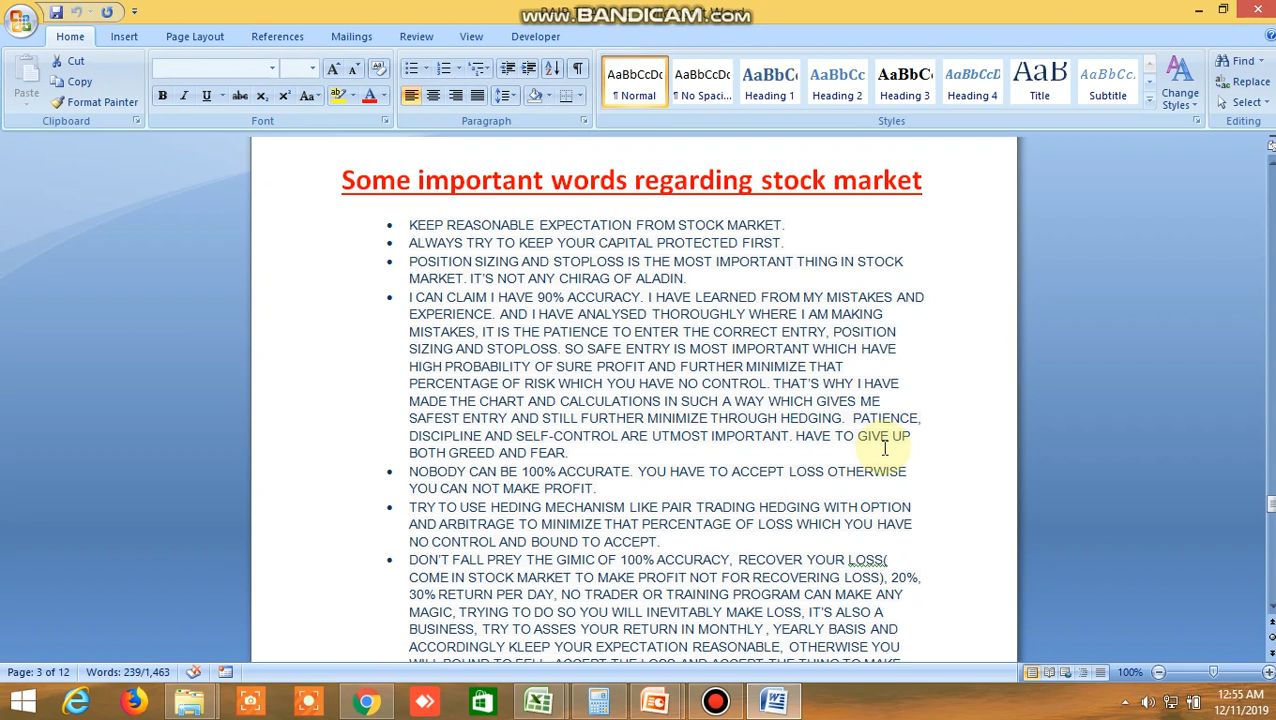 www.BANDICAM.com
Home Insert Page Layout References Mailings Review View Developer
Cut
Copy
Format Painter
Paste
Clipboard
Font
Paragraph
AaBbCcDc AaBbCcDc AaBbC AaBbCc AaBbCc AaBbCcD AaB AaBbCcI
¶ Normal ¶ No Spaci... Heading 1 Heading 2 Heading 3 Heading 4 Title Subtitle
Change Styles
Styles
Find
Replace
Select
Editing
Some important words regarding stock market
• KEEP REASONABLE EXPECTATION FROM STOCK MARKET.
• ALWAYS TRY TO KEEP YOUR CAPITAL PROTECTED FIRST.
• POSITION SIZING AND STOPLOSS IS THE MOST IMPORTANT THING IN STOCK
MARKET. IT'S NOT ANY CHIRAG OF ALADIN.
• I CAN CLAIM I HAVE 90% ACCURACY. I HAVE LEARNED FROM MY MISTAKES AND
EXPERIENCE. AND I HAVE ANALYSED THOROUGHLY WHERE I AM MAKING
MISTAKES, IT IS THE PATIENCE TO ENTER THE CORRECT ENTRY, POSITION
SIZING AND STOPLOSS. SO SAFE ENTRY IS MOST IMPORTANT WHICH HAVE
HIGH PROBABILITY OF SURE PROFIT AND FURTHER MINIMIZE THAT
PERCENTAGE OF RISK WHICH YOU HAVE NO CONTROL. THAT'S WHY I HAVE
MADE THE CHART AND CALCULATIONS IN SUCH A WAY WHICH GIVES ME
SAFEST ENTRY AND STILL FURTHER MINIMIZE THROUGH HEDGING. PATIENCE,
DISCIPLINE AND SELF-CONTROL ARE UTMOST IMPORTANT. HAVE TO GIVE UP
BOTH GREED AND FEAR.
• NOBODY CAN BE 100% ACCURATE. YOU HAVE TO ACCEPT LOSS OTHERWISE
YOU CAN NOT MAKE PROFIT.
• TRY TO USE HEDING MECHANISM LIKE PAIR TRADING HEDGING WITH OPTION
AND ARBITRAGE TO MINIMIZE THAT PERCENTAGE OF LOSS WHICH YOU HAVE
NO CONTROL AND BOUND TO ACCEPT.
• DON'T FALL PREY THE GIMIC OF 100% ACCURACY, RECOVER YOUR LOSS(
COME IN STOCK MARKET TO MAKE PROFIT NOT FOR RECOVERING LOSS), 20%,
30% RETURN PER DAY, NO TRADER OR TRAINING PROGRAM CAN MAKE ANY
MAGIC, TRYING TO DO SO YOU WILL INEVITABLY MAKE LOSS, IT'S ALSO A
BUSINESS, TRY TO ASSES YOUR RETURN IN MONTHLY , YEARLY BASIS AND
ACCORDINGLY KLEEP YOUR EXPECTATION REASONABLE, OTHERWISE YOU
Page: 3 of 12 Words: 239/1,463 100%
12:55 AM
12/11/2019